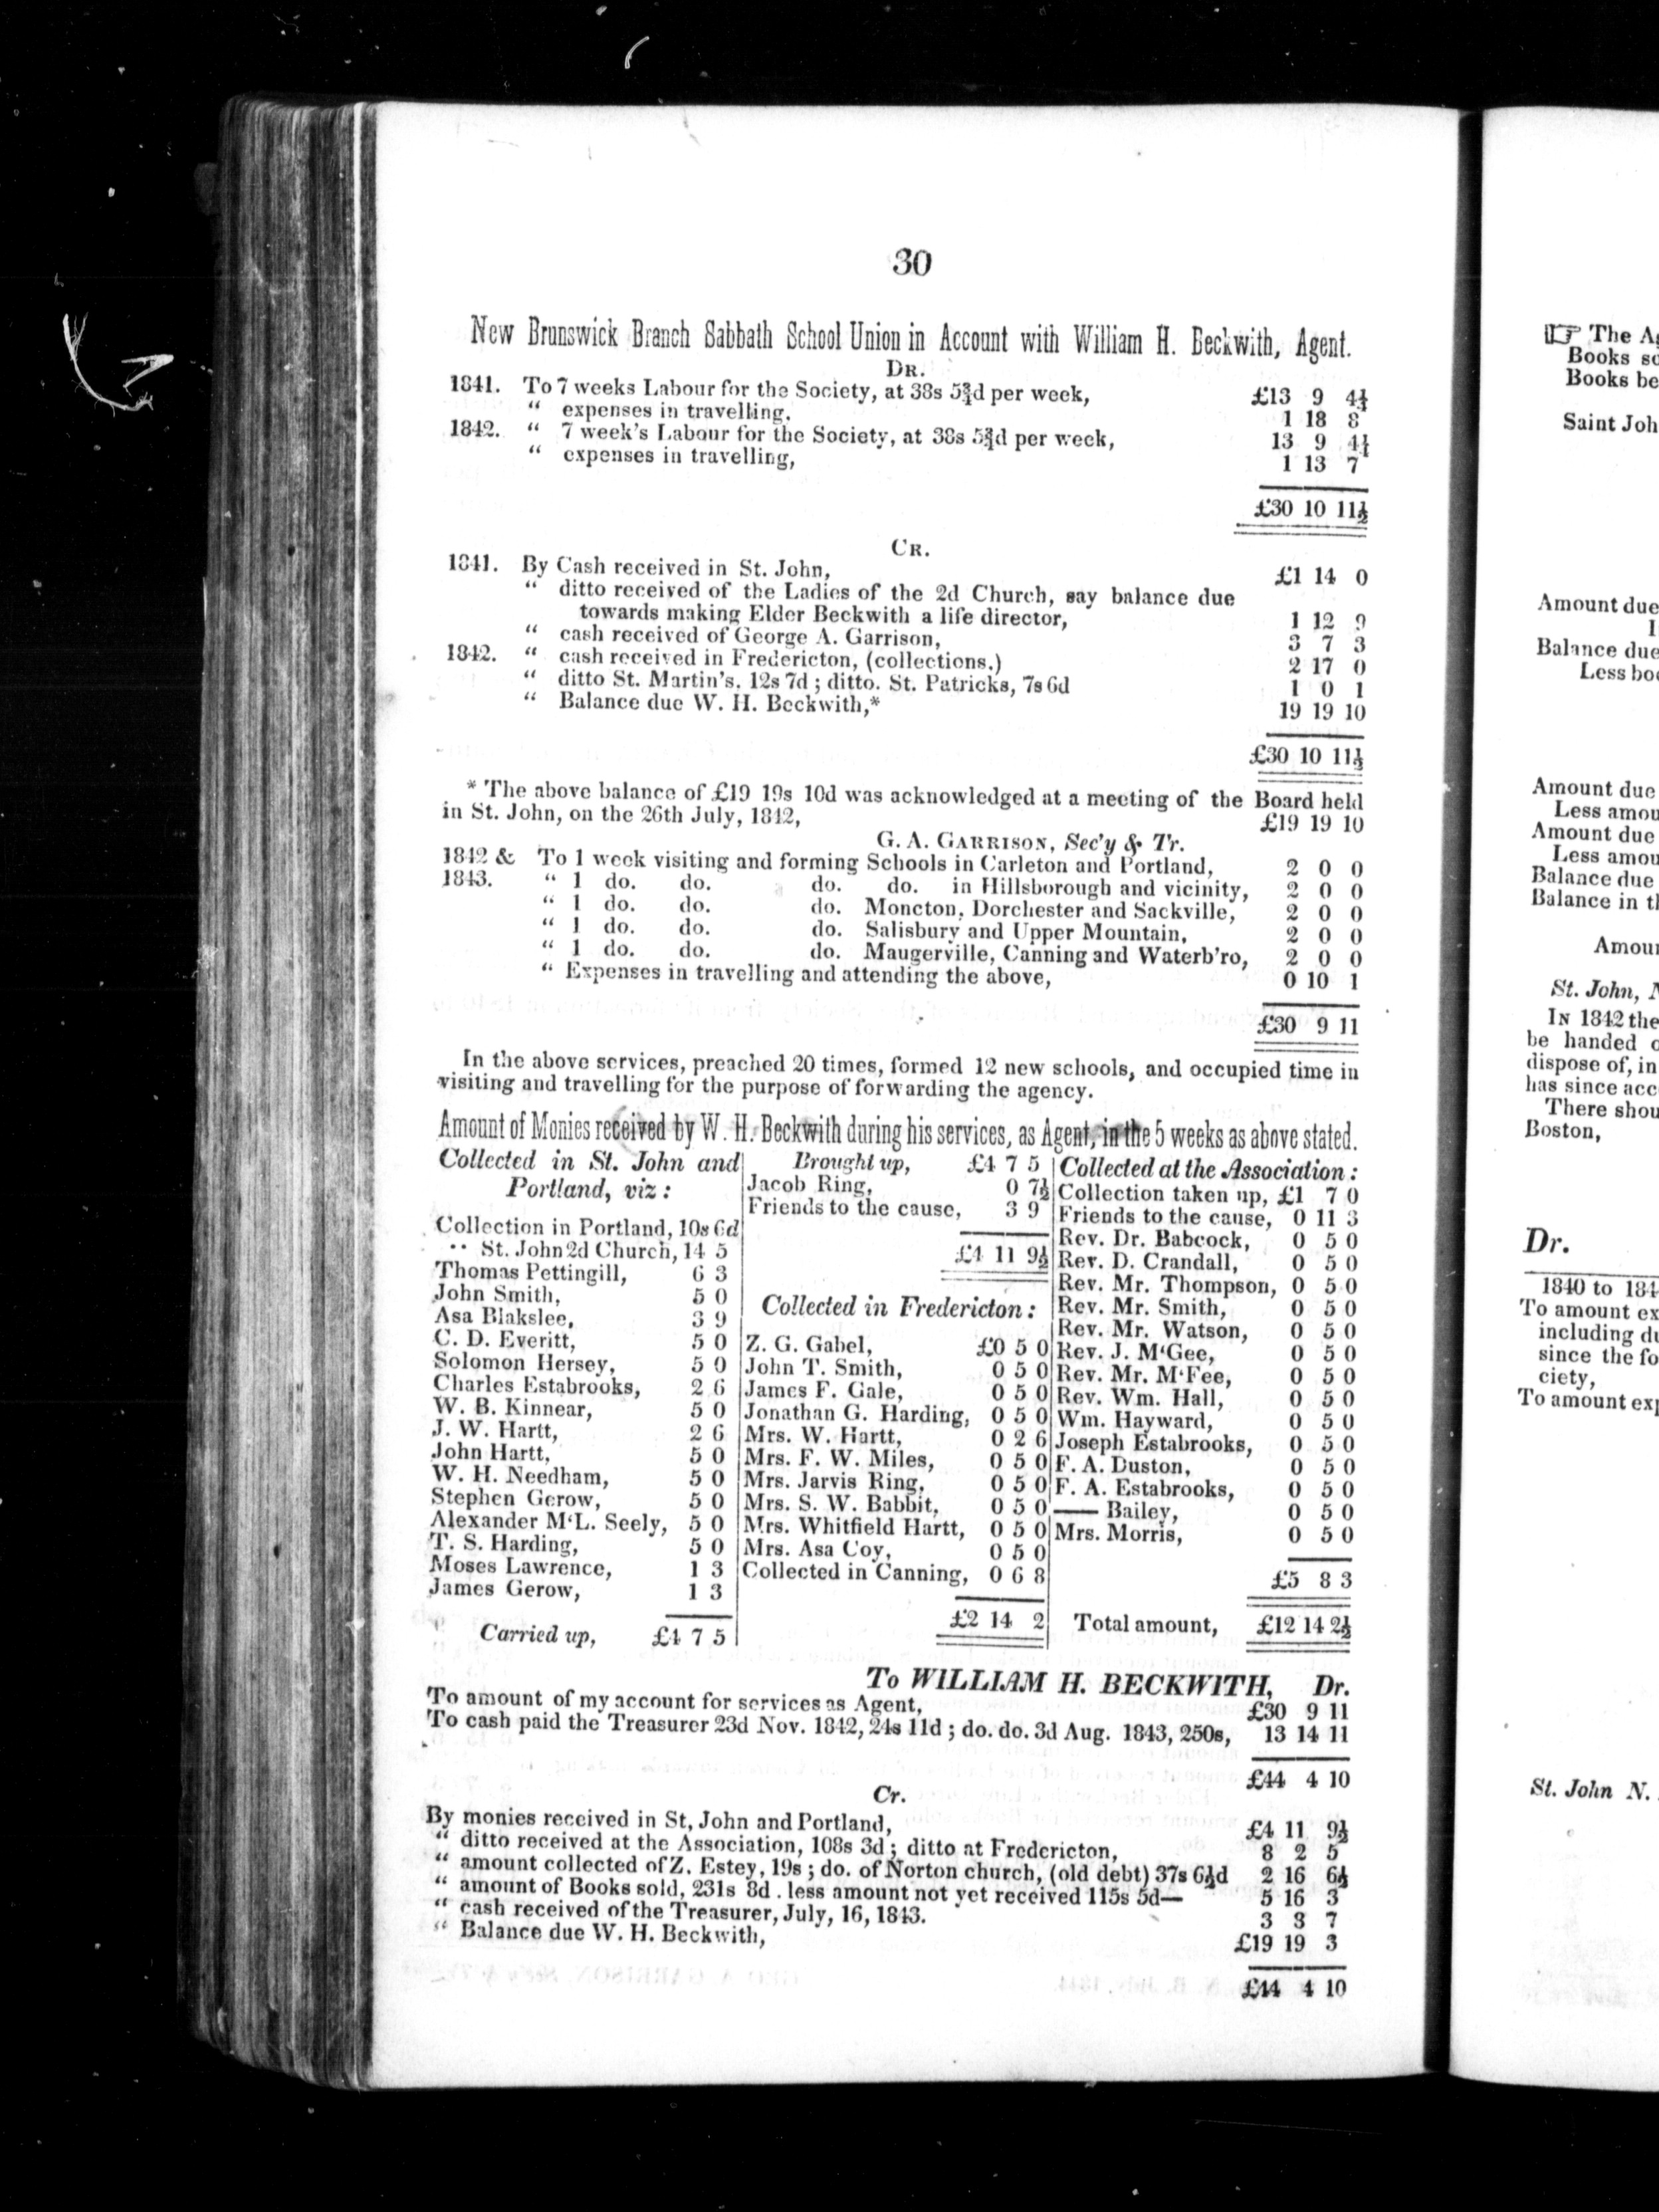 30
New Brunswick Branch Sabbath School Union in Account with William H. Beckwith, Agent.
DR.
1841. To 7 weeks Labour for the Society, at 38s 5¾d per week, £13 9 4¼
“ expenses in travelling, 1 18 8
1842. “ 7 week's Labour for the Society, at 38s 5¾d per week, 13 9 4¼
“ expenses in travelling, 1 13 7
£30 10 11½
CR.
1841. By Cash received in St. John, £1 14 0
“ ditto received of the Ladies of the 2d Church, say balance due
towards making Elder Beckwith a life director, 1 12 9
“ cash received of George A. Garrison, 3 7 3
1842. “ cash received in Fredericton, (collections.) 2 17 0
“ ditto St. Martin's, 12s 7d ; ditto. St. Patricks, 7s 6d 1 0 1
“ Balance due W. H. Beckwith,* 19 19 10
£30 10 11½
* The above balance of £19 19s 10d was acknowledged at a meeting of the Board held
in St. John, on the 26th July, 1842, £19 19 10
G. A. GARRISON, Sec'y & Tr.
1842 & To 1 week visiting and forming Schools in Carleton and Portland, 2 0 0
1843. “ 1 do. do. do. do. in Hillsborough and vicinity, 2 0 0
“ 1 do. do. do. Moncton, Dorchester and Sackville, 2 0 0
“ 1 do. do. do. Salisbury and Upper Mountain, 2 0 0
“ 1 do. do. do. Maugerville, Canning and Waterb'ro, 2 0 0
“ Expenses in travelling and attending the above, 0 10 1
£30 9 11
In the above services, preached 20 times, formed 12 new schools, and occupied time in
visiting and travelling for the purpose of forwarding the agency.
Amount of Monies received by W. H. Beckwith during his services, as Agent, in the 5 weeks as above stated.
Collected in St. John and
Portland, viz :
Collection in Portland, 10s 6d
“ St. John 2d Church, 14 5
Thomas Pettingill, 6 3
John Smith, 5 0
Asa Blakslee, 3 9
C. D. Everitt, 5 0
Solomon Hersey, 5 0
Charles Estabrooks, 2 6
W. B. Kinnear, 5 0
J. W. Hartt, 2 6
John Hartt, 5 0
W. H. Needham, 5 0
Stephen Gerow, 5 0
Alexander M'L. Seely, 5 0
T. S. Harding, 5 0
Moses Lawrence, 1 3
James Gerow, 1 3
Carried up, £4 7 5
Brought up, £4 7 5
Jacob Ring, 0 7½
Friends to the cause, 3 9
£4 11 9½
Collected in Fredericton :
Z. G. Gabel, £0 5 0
John T. Smith, 0 5 0
James F. Gale, 0 5 0
Jonathan G. Harding, 0 5 0
Mrs. W. Hartt, 0 2 6
Mrs. F. W. Miles, 0 5 0
Mrs. Jarvis Ring, 0 5 0
Mrs. S. W. Babbit, 0 5 0
Mrs. Whitfield Hartt, 0 5 0
Mrs. Asa Coy, 0 5 0
Collected in Canning, 0 6 8
£2 14 2
Collected at the Association :
Collection taken up, £1 7 0
Friends to the cause, 0 11 3
Rev. Dr. Babcock, 0 5 0
Rev. D. Crandall, 0 5 0
Rev. Mr. Thompson, 0 5 0
Rev. Mr. Smith, 0 5 0
Rev. Mr. Watson, 0 5 0
Rev. J. M'Gee, 0 5 0
Rev. Mr. M'Fee, 0 5 0
Rev. Wm. Hall, 0 5 0
Wm. Hayward, 0 5 0
Joseph Estabrooks, 0 5 0
F. A. Duston, 0 5 0
F. A. Estabrooks, 0 5 0
—— Bailey, 0 5 0
Mrs. Morris, 0 5 0
£5 8 3
Total amount, £12 14 2½
To WILLIAM H. BECKWITH, Dr.
To amount of my account for services as Agent, £30 9 11
To cash paid the Treasurer 23d Nov. 1842, 24s 11d ; do. do. 3d Aug. 1843, 250s, 13 14 11
£44 4 10
Cr.
By monies received in St, John and Portland, £4 11 9½
“ ditto received at the Association, 108s 3d ; ditto at Fredericton, 8 2 5
“ amount collected of Z. Estey, 19s ; do. of Norton church, (old debt) 37s 6½d 2 16 6½
“ amount of Books sold, 231s 8d . less amount not yet received 115s 5d— 5 16 3
“ cash received of the Treasurer, July, 16, 1843. 3 3 7
“ Balance due W. H. Beckwith, £19 19 3
£44 4 10
☞ The
Books
Books be
Saint
Amount due
Balance due
Less
Amount due
Less
Amount due
Less
Balance due
Balance in
St. John,
IN 1842 the
be handed
dispose of, in
has since
There
Boston,
Dr.
1840 to
To amount
including
since the
ciety,
To amount
St. John N.